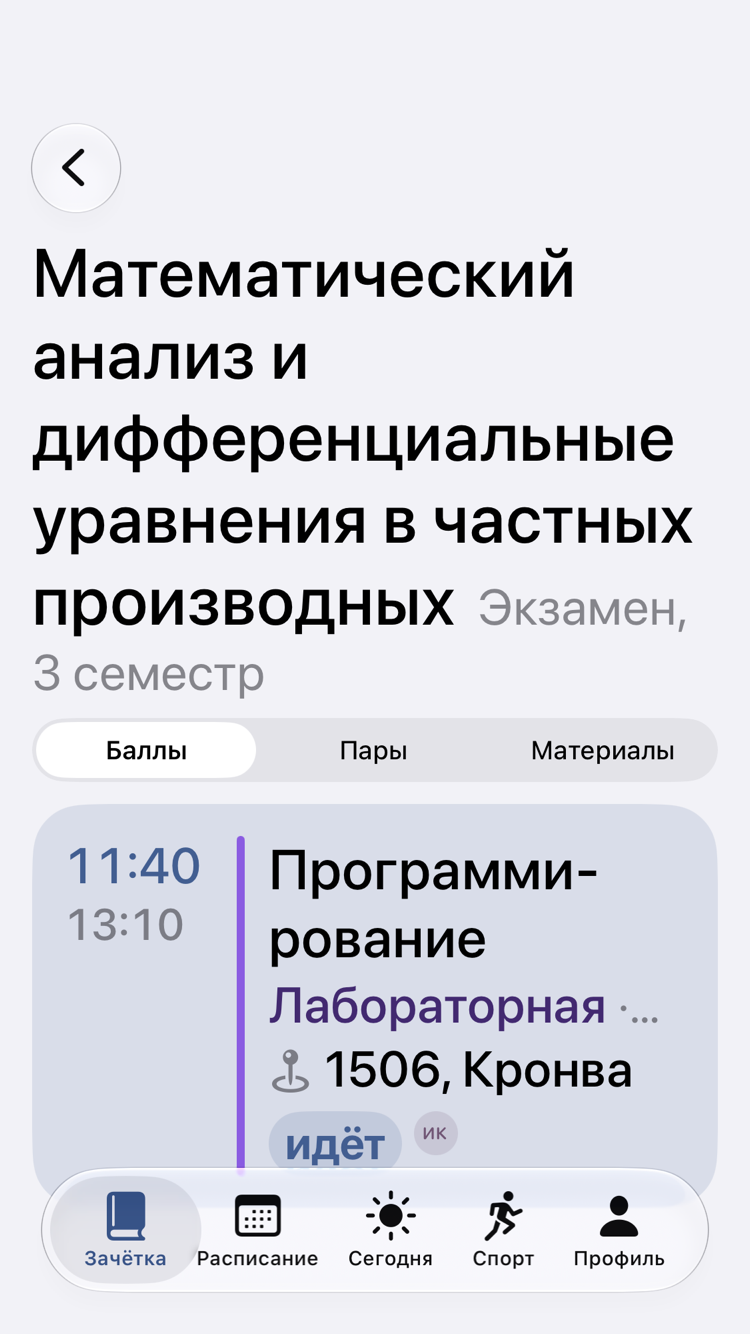 Математический
анализ и
дифференциальные
уравнения в частных
производных Экзамен,
3 семестр
Баллы
Пары
Материалы
11:40
13:10
Программи-
рование
Лабораторная ·...
1506, Кронва
идёт
ИК
Зачётка
Расписание
Сегодня
Спорт
Профиль